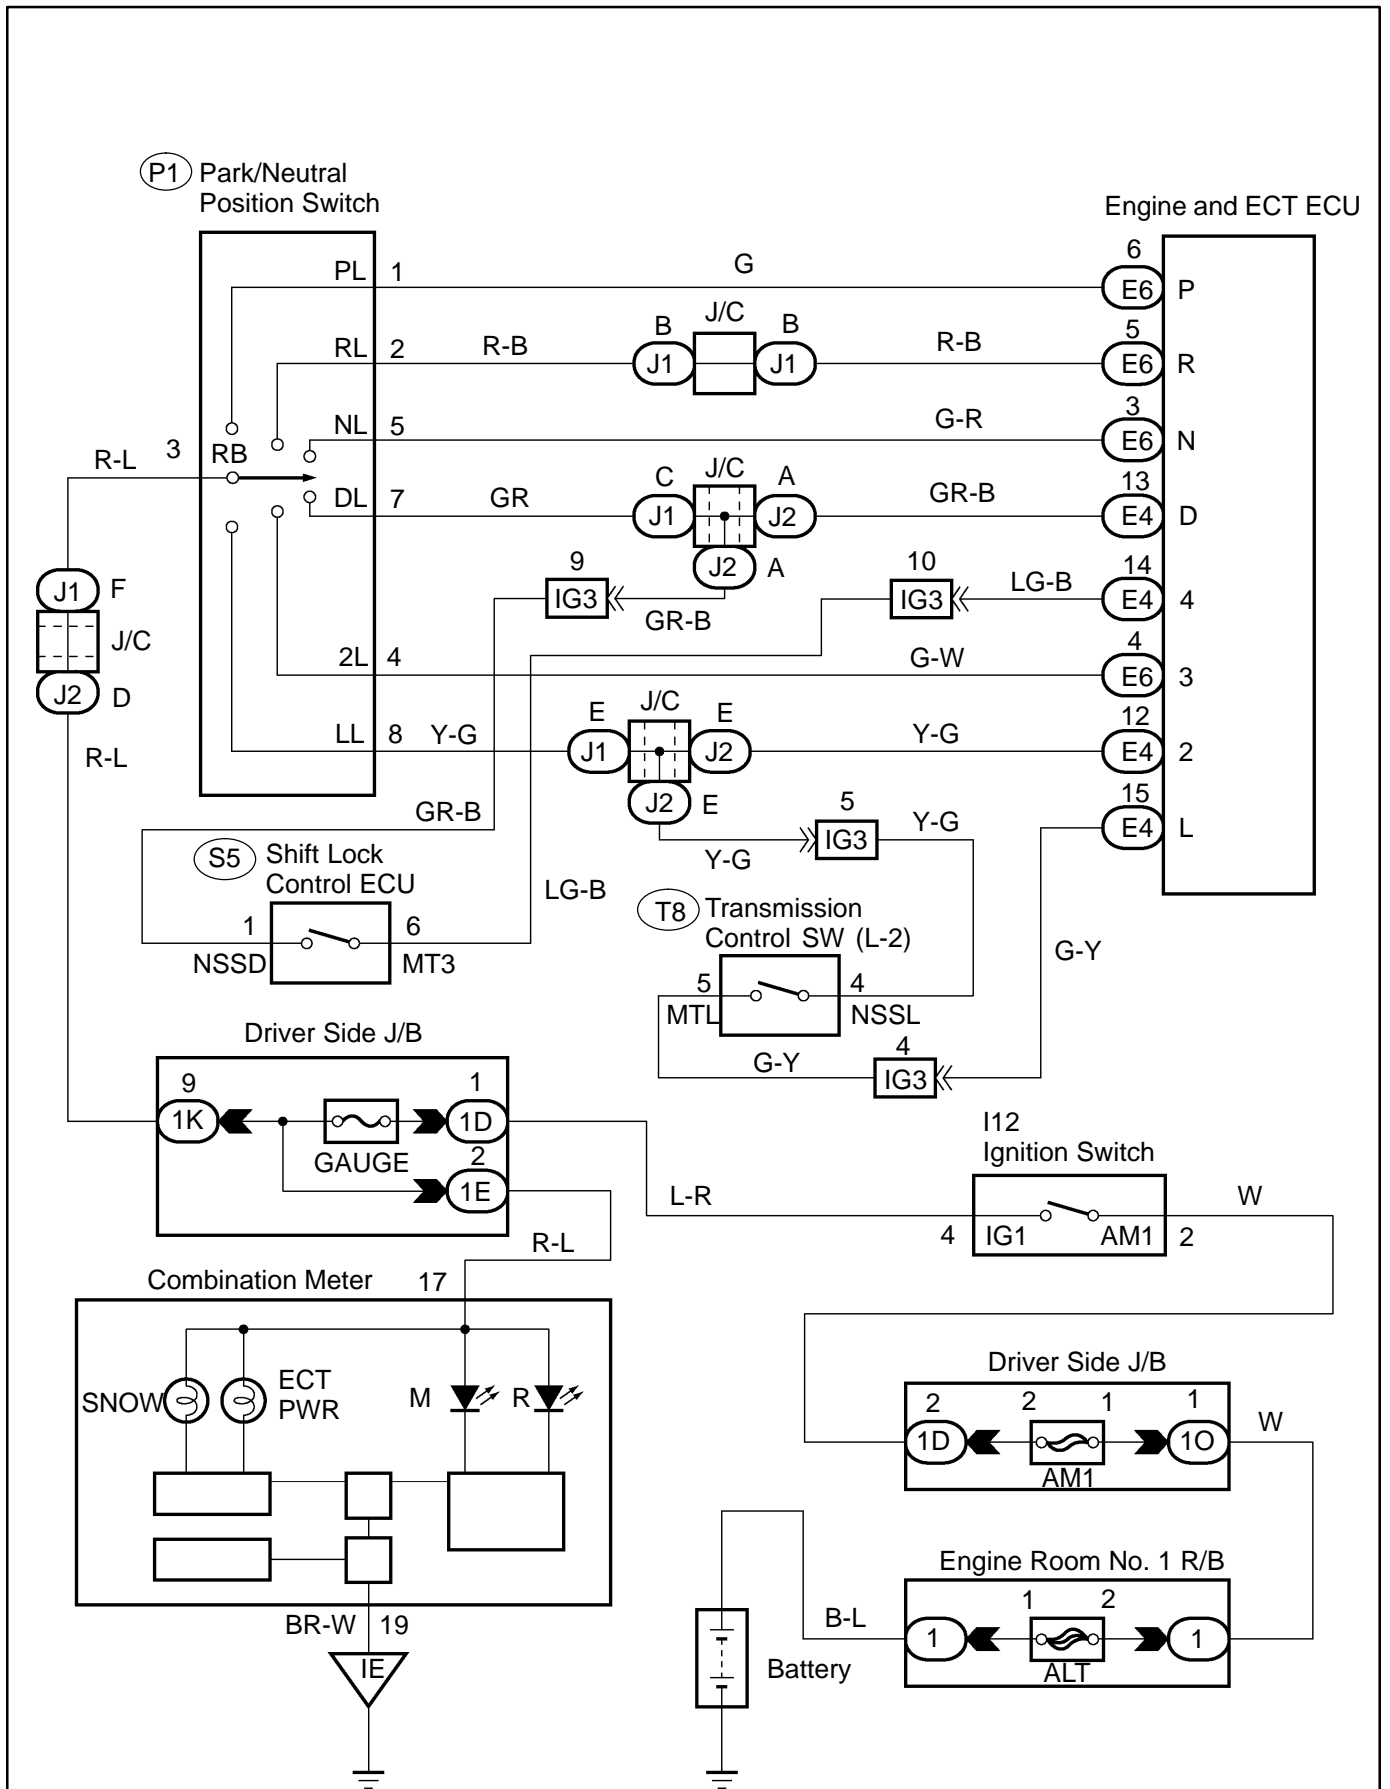 P1 Park/Neutral
Position Switch
Engine and ECT ECU
PL 1 G 6 E6 P
J/C
RL 2 R-B B J1 B J1 R-B 5 E6 R
NL 5 G-R 3 E6 N
R-L 3 RB
J/C
DL 7 GR C J1 A J2 GR-B 13 E4 D
J2 A
9 IG3 GR-B 10 IG3 LG-B 14 E4 4
J1 F
J/C
J2 D
R-L
2L 4 G-W 4 E6 3
J/C
LL 8 Y-G E J1 E J2 Y-G 12 E4 2
J2 E
Y-G 5 IG3 Y-G 15 E4 L
GR-B
S5 Shift Lock
Control ECU
LG-B
1 6
NSSD MT3
T8 Transmission
Control SW (L-2)
G-Y
5 4
MTL NSSL
G-Y 4 IG3
Driver Side J/B
9 1
1K 1D
GAUGE 2
1E
L-R
R-L
I12
Ignition Switch
W
4 IG1 AM1 2
Combination Meter 17
SNOW ECT
PWR
M R
Driver Side J/B
2 2 1 1
1D 1O W
AM1
Engine Room No. 1 R/B
1 2
B-L 1 1
ALT
Battery
BR-W 19
IE